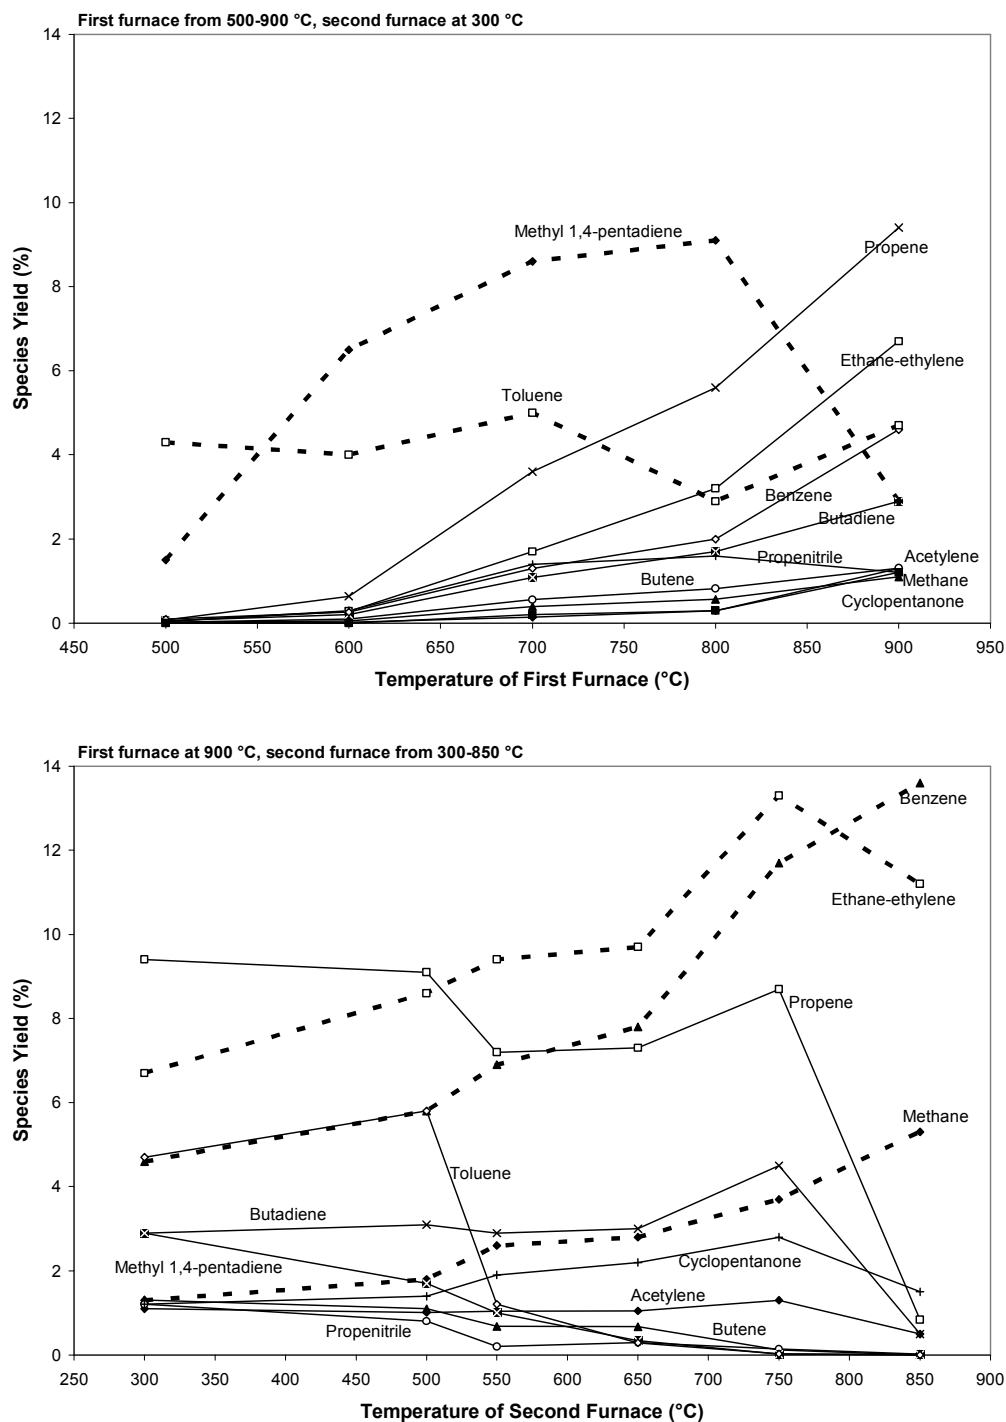 First furnace from 500-900 °C, second furnace at 300 °C
14
12
10
8
6
4
2
0
Species Yield (%)
Methyl 1,4-pentadiene
Propene
Ethane-ethylene
Toluene
Benzene
Butadiene
Propenitrile
Acetylene
Butene
Methane
Cyclopentanone
450 500 550 600 650 700 750 800 850 900 950
Temperature of First Furnace (°C)
First furnace at 900 °C, second furnace from 300-850 °C
14
12
10
8
6
4
2
0
Species Yield (%)
Benzene
Ethane-ethylene
Propene
Methane
Toluene
Butadiene
Cyclopentanone
Methyl 1,4-pentadiene
Acetylene
Propenitrile
Butene
250 300 350 400 450 500 550 600 650 700 750 800 850 900
Temperature of Second Furnace (°C)